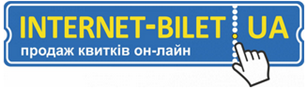 INTERNET-BILET UA
продаж квитків он-лайн